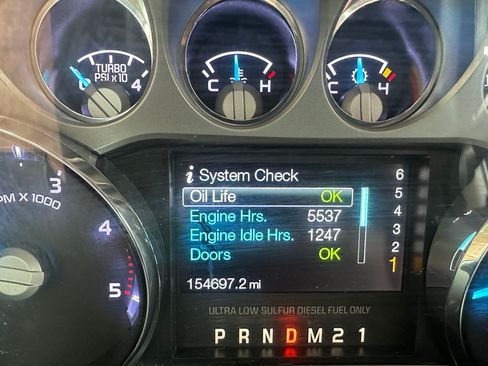 TURBO
PSI x 10
0 4
C H
C H
3
PM X 1000
4
5
i System Check
Oil Life OK
Engine Hrs. 5537
Engine Idle Hrs. 1247
Doors OK
154697.2 mi
6
5
4
3
2
1
ULTRA LOW SULFUR DIESEL FUEL ONLY
P R N D M 2 1